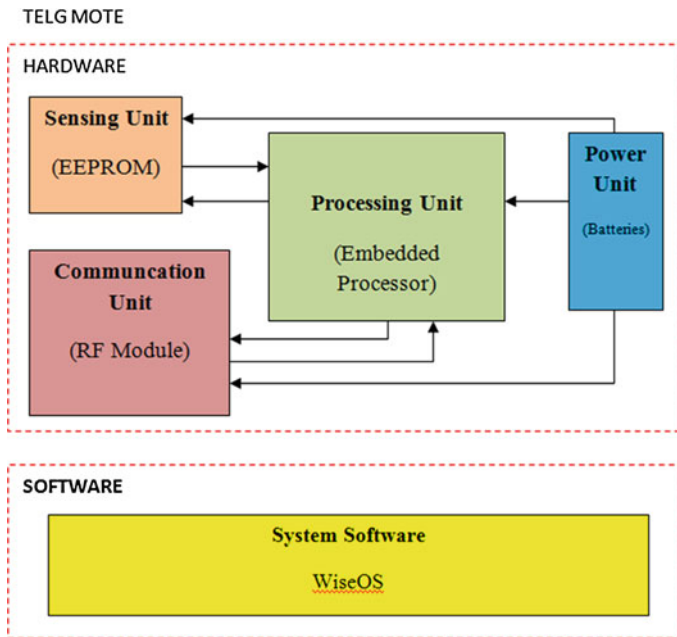 TELG MOTE
HARDWARE
Sensing Unit
(EEPROM)
Processing Unit
(Embedded
Processor)
Power
Unit
(Batteries)
Communcation
Unit
(RF Module)
SOFTWARE
System Software
WiseOS